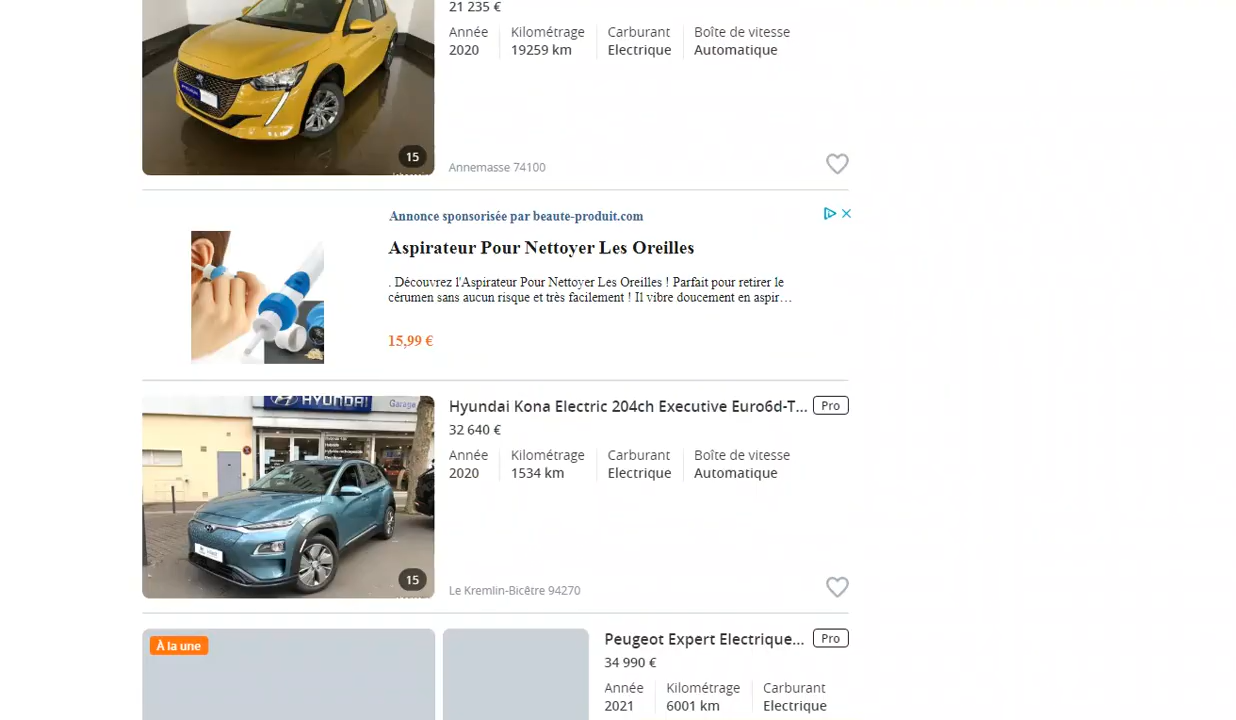 21 235 €
Année
Kilométrage
Carburant
Boîte de vitesse
2020
19259 km
Electrique
Automatique
15
Annemasse 74100
Annonce sponsorisée par beaute-produit.com
Aspirateur Pour Nettoyer Les Oreilles
. Découvrez l'Aspirateur Pour Nettoyer Les Oreilles ! Parfait pour retirer le
cérumen sans aucun risque et très facilement ! Il vibre doucement en aspir…
15,99 €
HYUNDAI
Garage
Hyundai Kona Electric 204ch Executive Euro6d-T...
Pro
32 640 €
Année
Kilométrage
Carburant
Boîte de vitesse
2020
1534 km
Electrique
Automatique
15
Le Kremlin-Bicêtre 94270
À la une
Peugeot Expert Electrique...
Pro
34 990 €
Année
Kilométrage
Carburant
2021
6001 km
Electrique